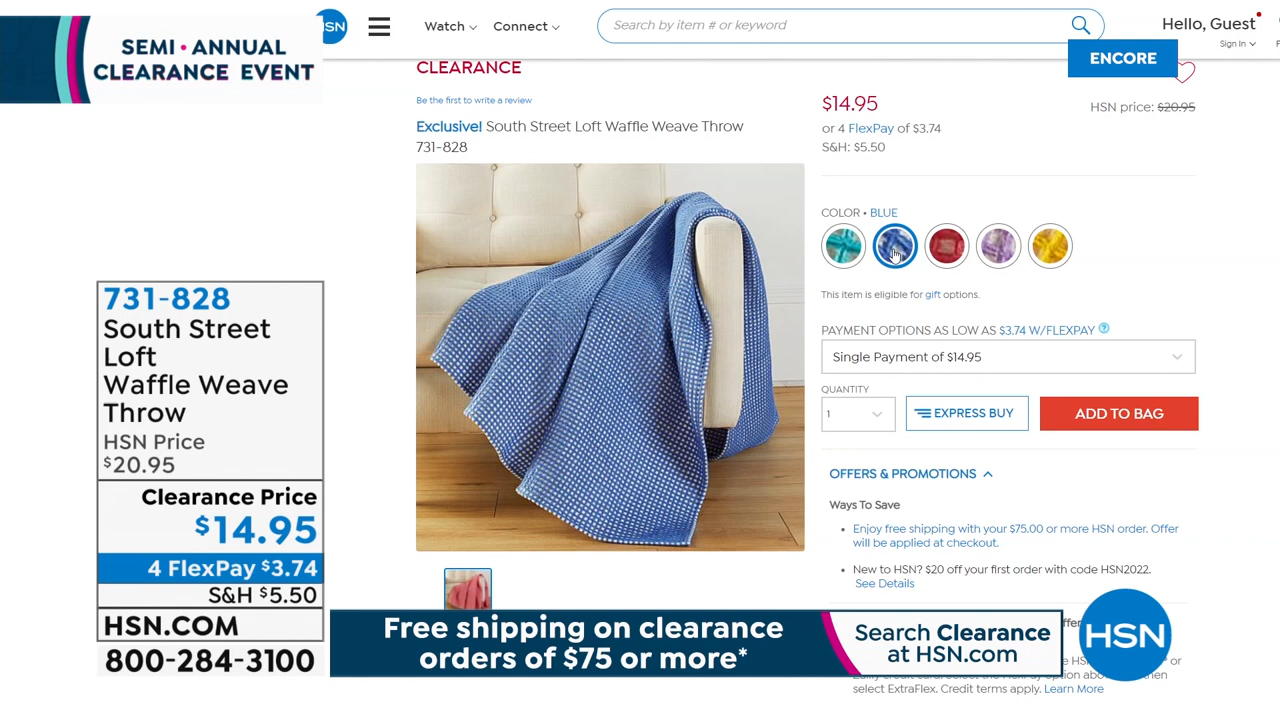 SEMI • ANNUAL
CLEARANCE EVENT
HSN
Watch
Connect
Search by item # or keyword
Hello, Guest
Sign In
ENCORE
CLEARANCE
Be the first to write a review
Exclusive! South Street Loft Waffle Weave Throw
731-828
$14.95
HSN price: $20.95
or 4 FlexPay of $3.74
S&H: $5.50
COLOR • BLUE
This item is eligible for gift options.
PAYMENT OPTIONS AS LOW AS $3.74 W/FLEXPAY ?
Single Payment of $14.95
QUANTITY
1
EXPRESS BUY
ADD TO BAG
OFFERS & PROMOTIONS
Ways To Save
• Enjoy free shipping with your $75.00 or more HSN order. Offer
will be applied at checkout.
• New to HSN? $20 off your first order with code HSN2022.
See Details
select ExtraFlex. Credit terms apply. Learn More
731-828
South Street
Loft
Waffle Weave
Throw
HSN Price
$20.95
Clearance Price
$14.95
4 FlexPay $3.74
S&H $5.50
HSN.COM
800-284-3100
Free shipping on clearance
orders of $75 or more*
Search Clearance
at HSN.com
HSN